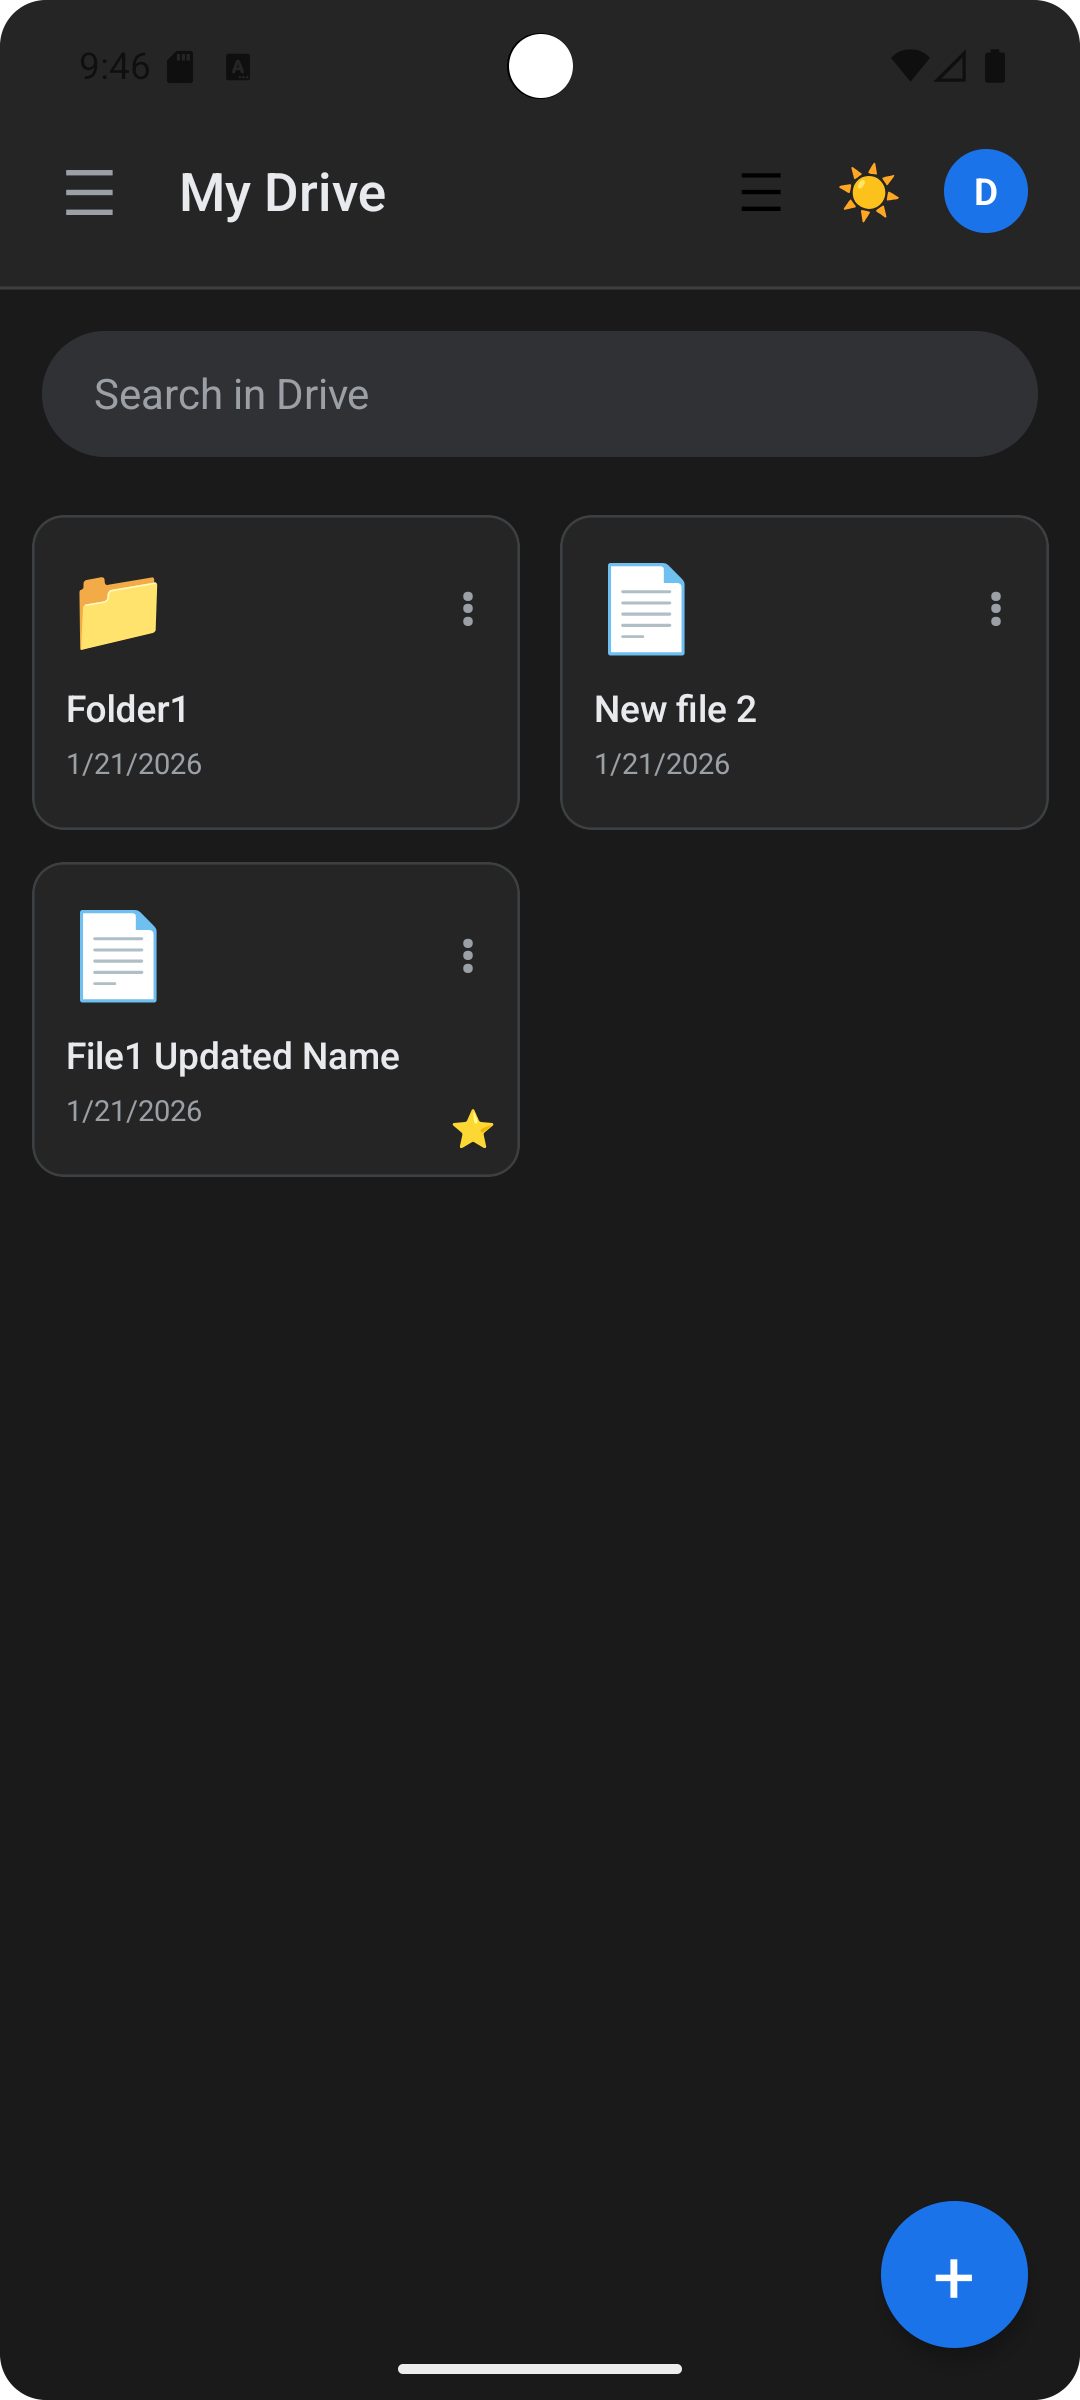 9:46
My Drive
D
Search in Drive
Folder1
1/21/2026
New file 2
1/21/2026
File1 Updated Name
1/21/2026
+